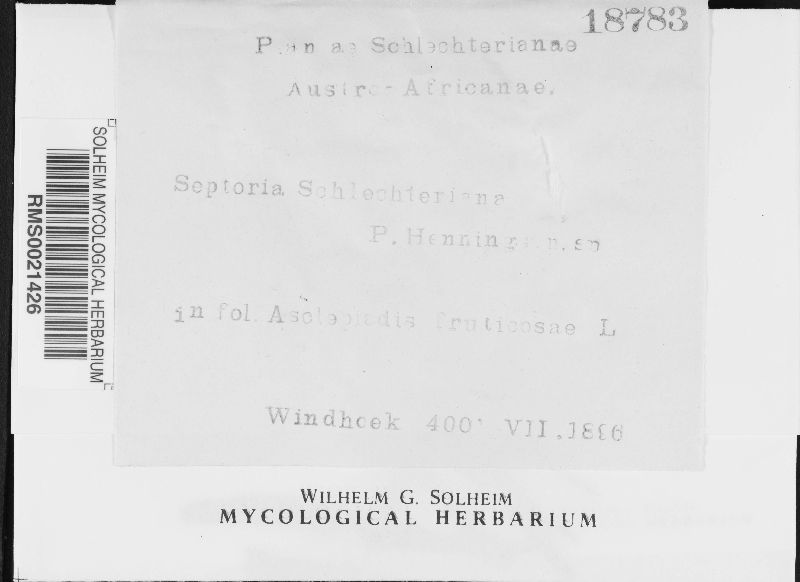 18783
Plantae Schlechterianae
Austro-Africanae.
Septoria Schlechteriana
P. Hennings n. sp
in fol. Asclepiadis fruticosae L
Windhoek 400' VII.1896
SOLHEIM MYCOLOGICAL HERBARIUM
RMS0021426
WILHELM G. SOLHEIM
MYCOLOGICAL HERBARIUM